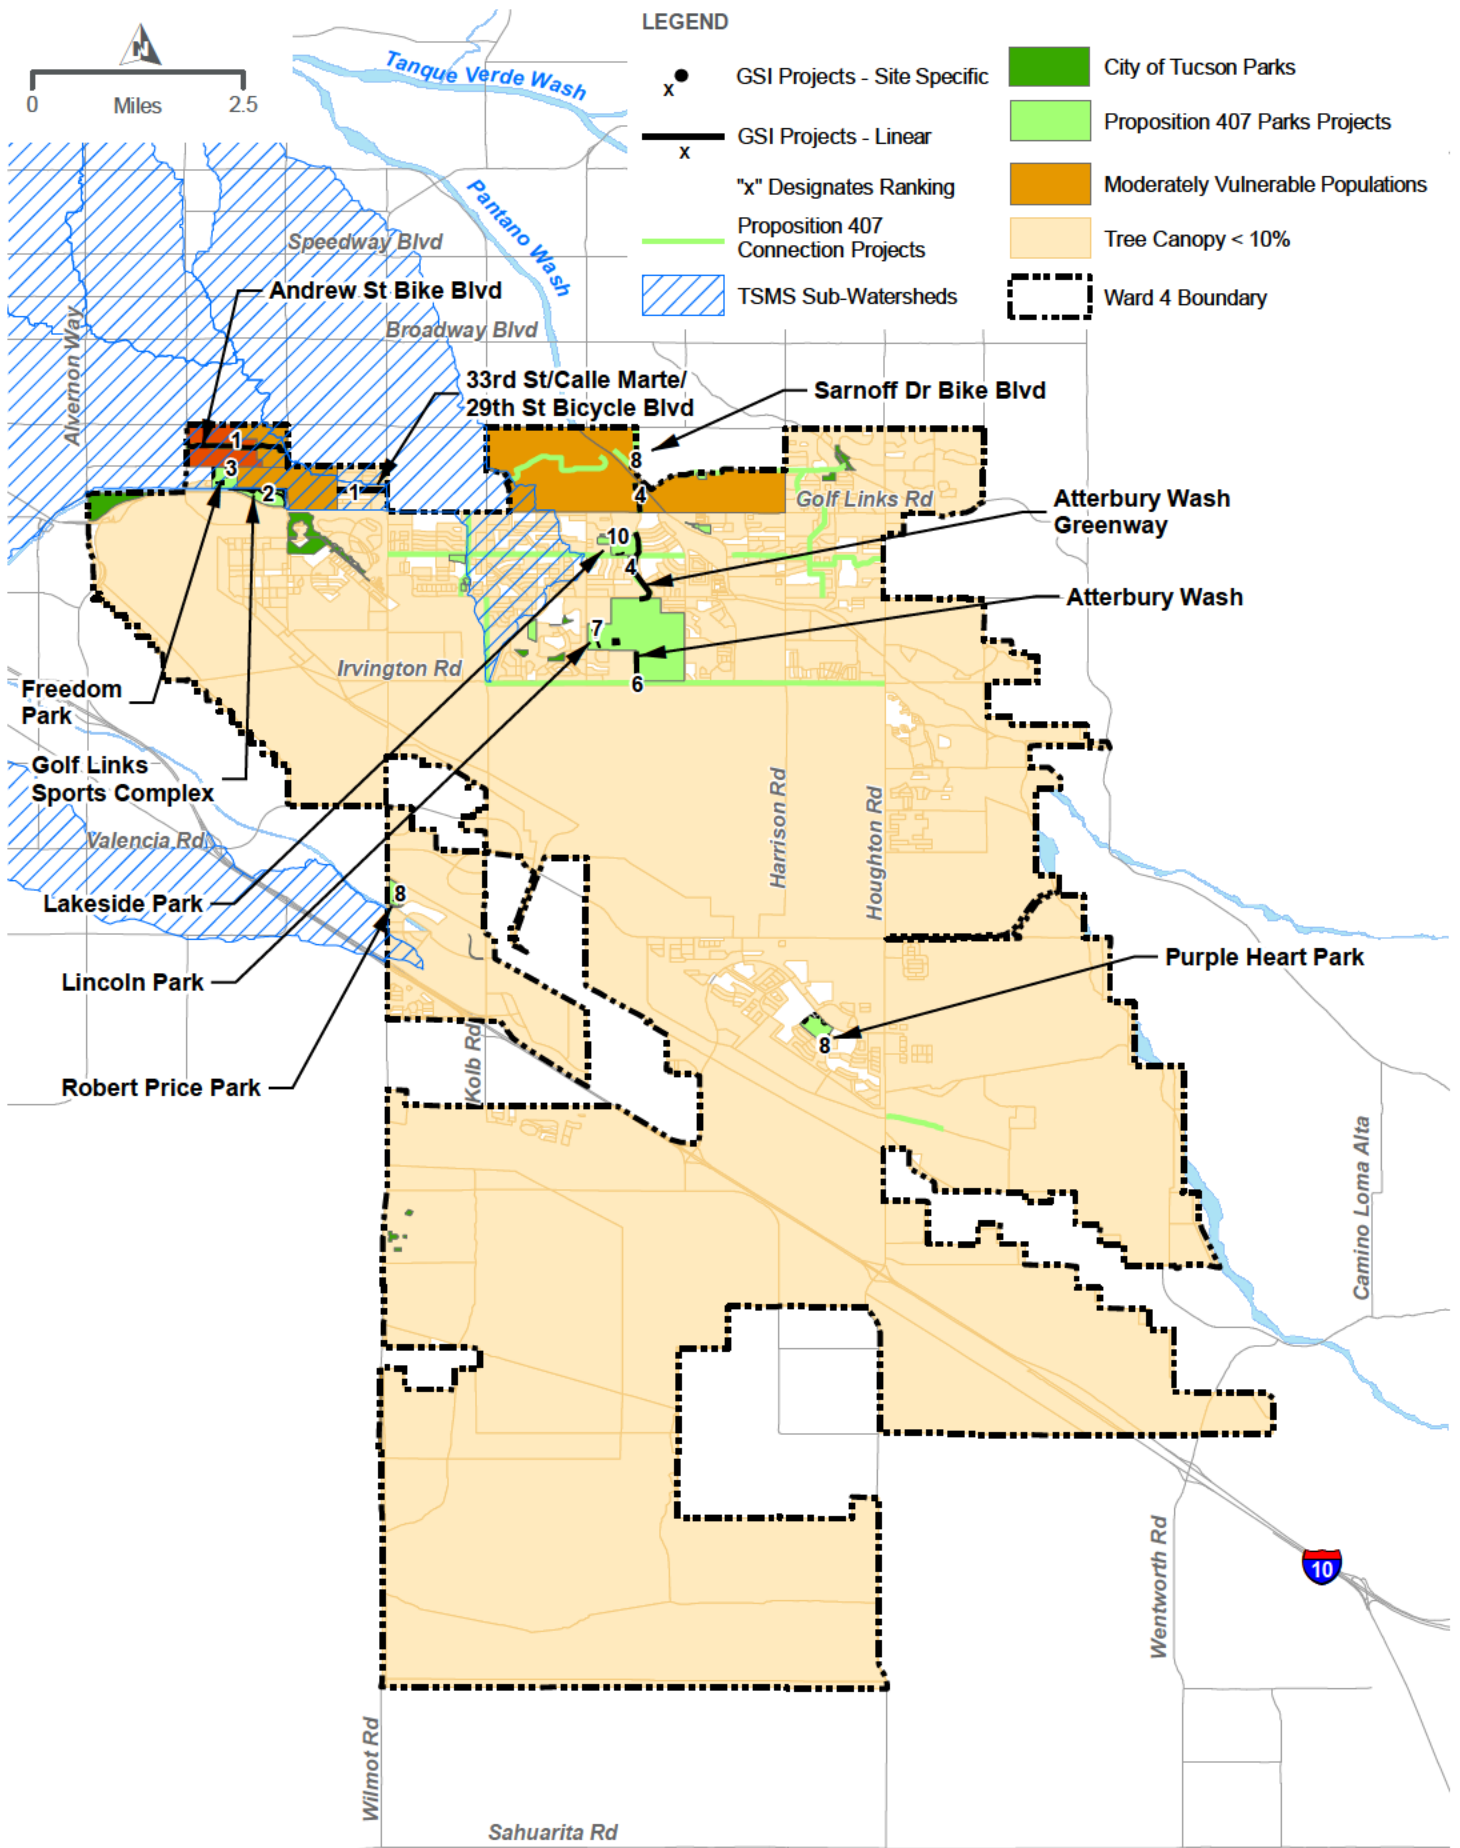 LEGEND
N
0
Miles
2.5
x
GSI Projects - Site Specific
x
GSI Projects - Linear
"x" Designates Ranking
Proposition 407
Connection Projects
TSMS Sub-Watersheds
City of Tucson Parks
Proposition 407 Parks Projects
Moderately Vulnerable Populations
Tree Canopy < 10%
Ward 4 Boundary
Tanque Verde Wash
Pantano Wash
Speedway Blvd
Andrew St Bike Blvd
Broadway Blvd
Alvernon Way
33rd St/Calle Marte/
29th St Bicycle Blvd
Sarnoff Dr Bike Blvd
1
3
2
1
8
4
Golf Links Rd
Atterbury Wash
Greenway
10
4
Atterbury Wash
7
6
Irvington Rd
Freedom
Park
Golf Links
Sports Complex
Valencia Rd
Harrison Rd
Houghton Rd
8
Lakeside Park
Lincoln Park
Purple Heart Park
8
Robert Price Park
Kolb Rd
Camino Loma Alta
Wentworth Rd
10
Wilmot Rd
Sahuarita Rd